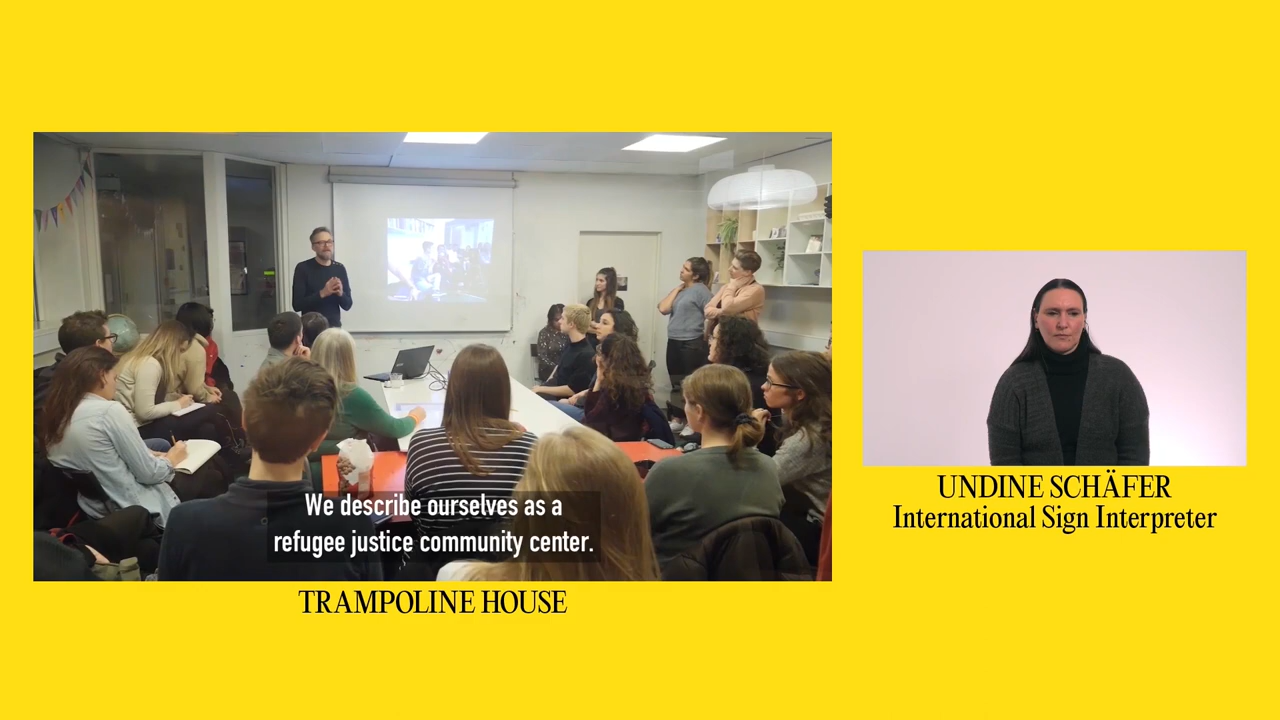 We describe ourselves as a
refugee justice community center.
TRAMPOLINE HOUSE
UNDINE SCHÄFER
International Sign Interpreter